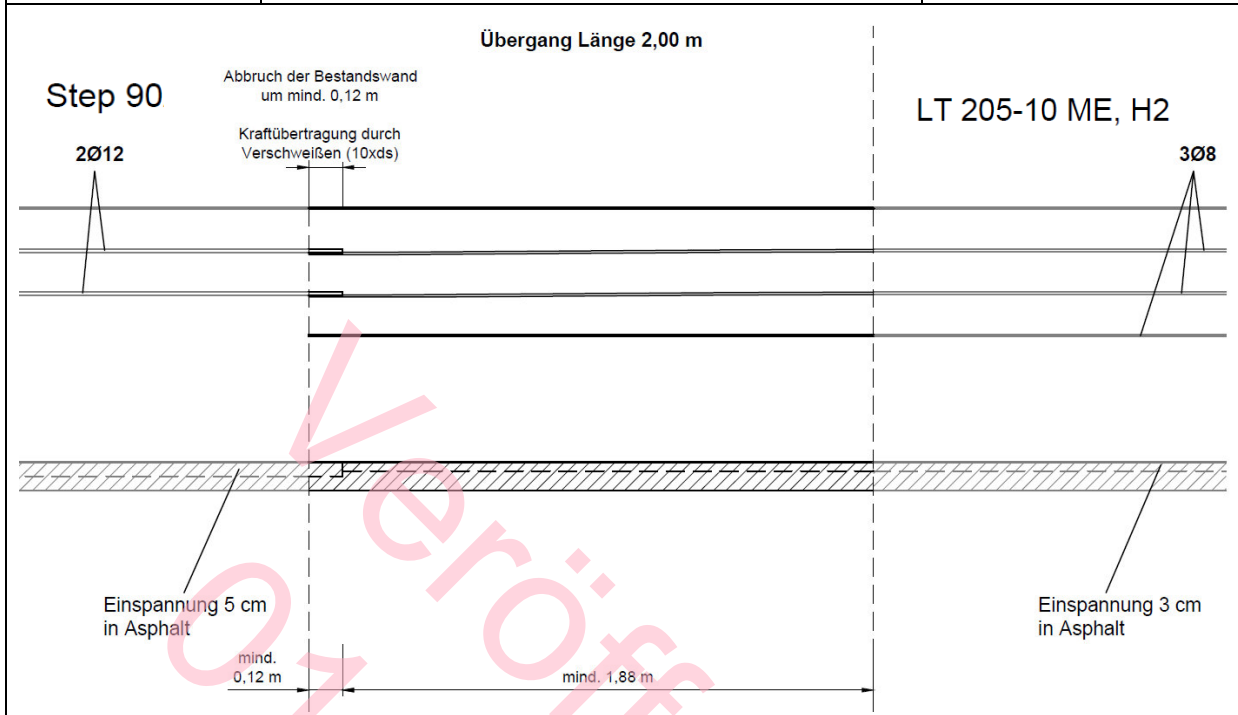 Übergang Länge 2,00 m
Abbruch der Bestandswand
um mind. 0,12 m
Step 90
LT 205-10 ME, H2
Kraftübertragung durch
Verschweißen (10xds)
2Ø12
3Ø8
Einspannung 5 cm
in Asphalt
Einspannung 3 cm
in Asphalt
mind.
0,12 m
mind. 1,88 m
Veröff
01